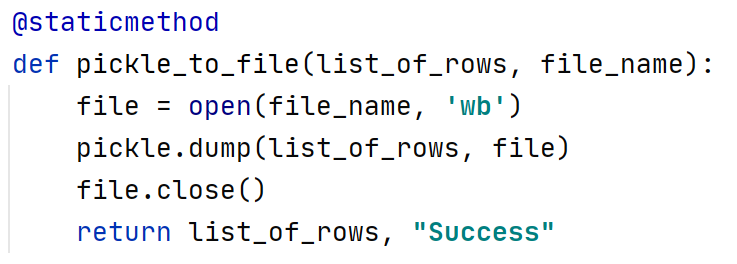 @staticmethod
def pickle_to_file(list_of_rows, file_name):
    file = open(file_name, 'wb')
    pickle.dump(list_of_rows, file)
    file.close()
    return list_of_rows, "Success"